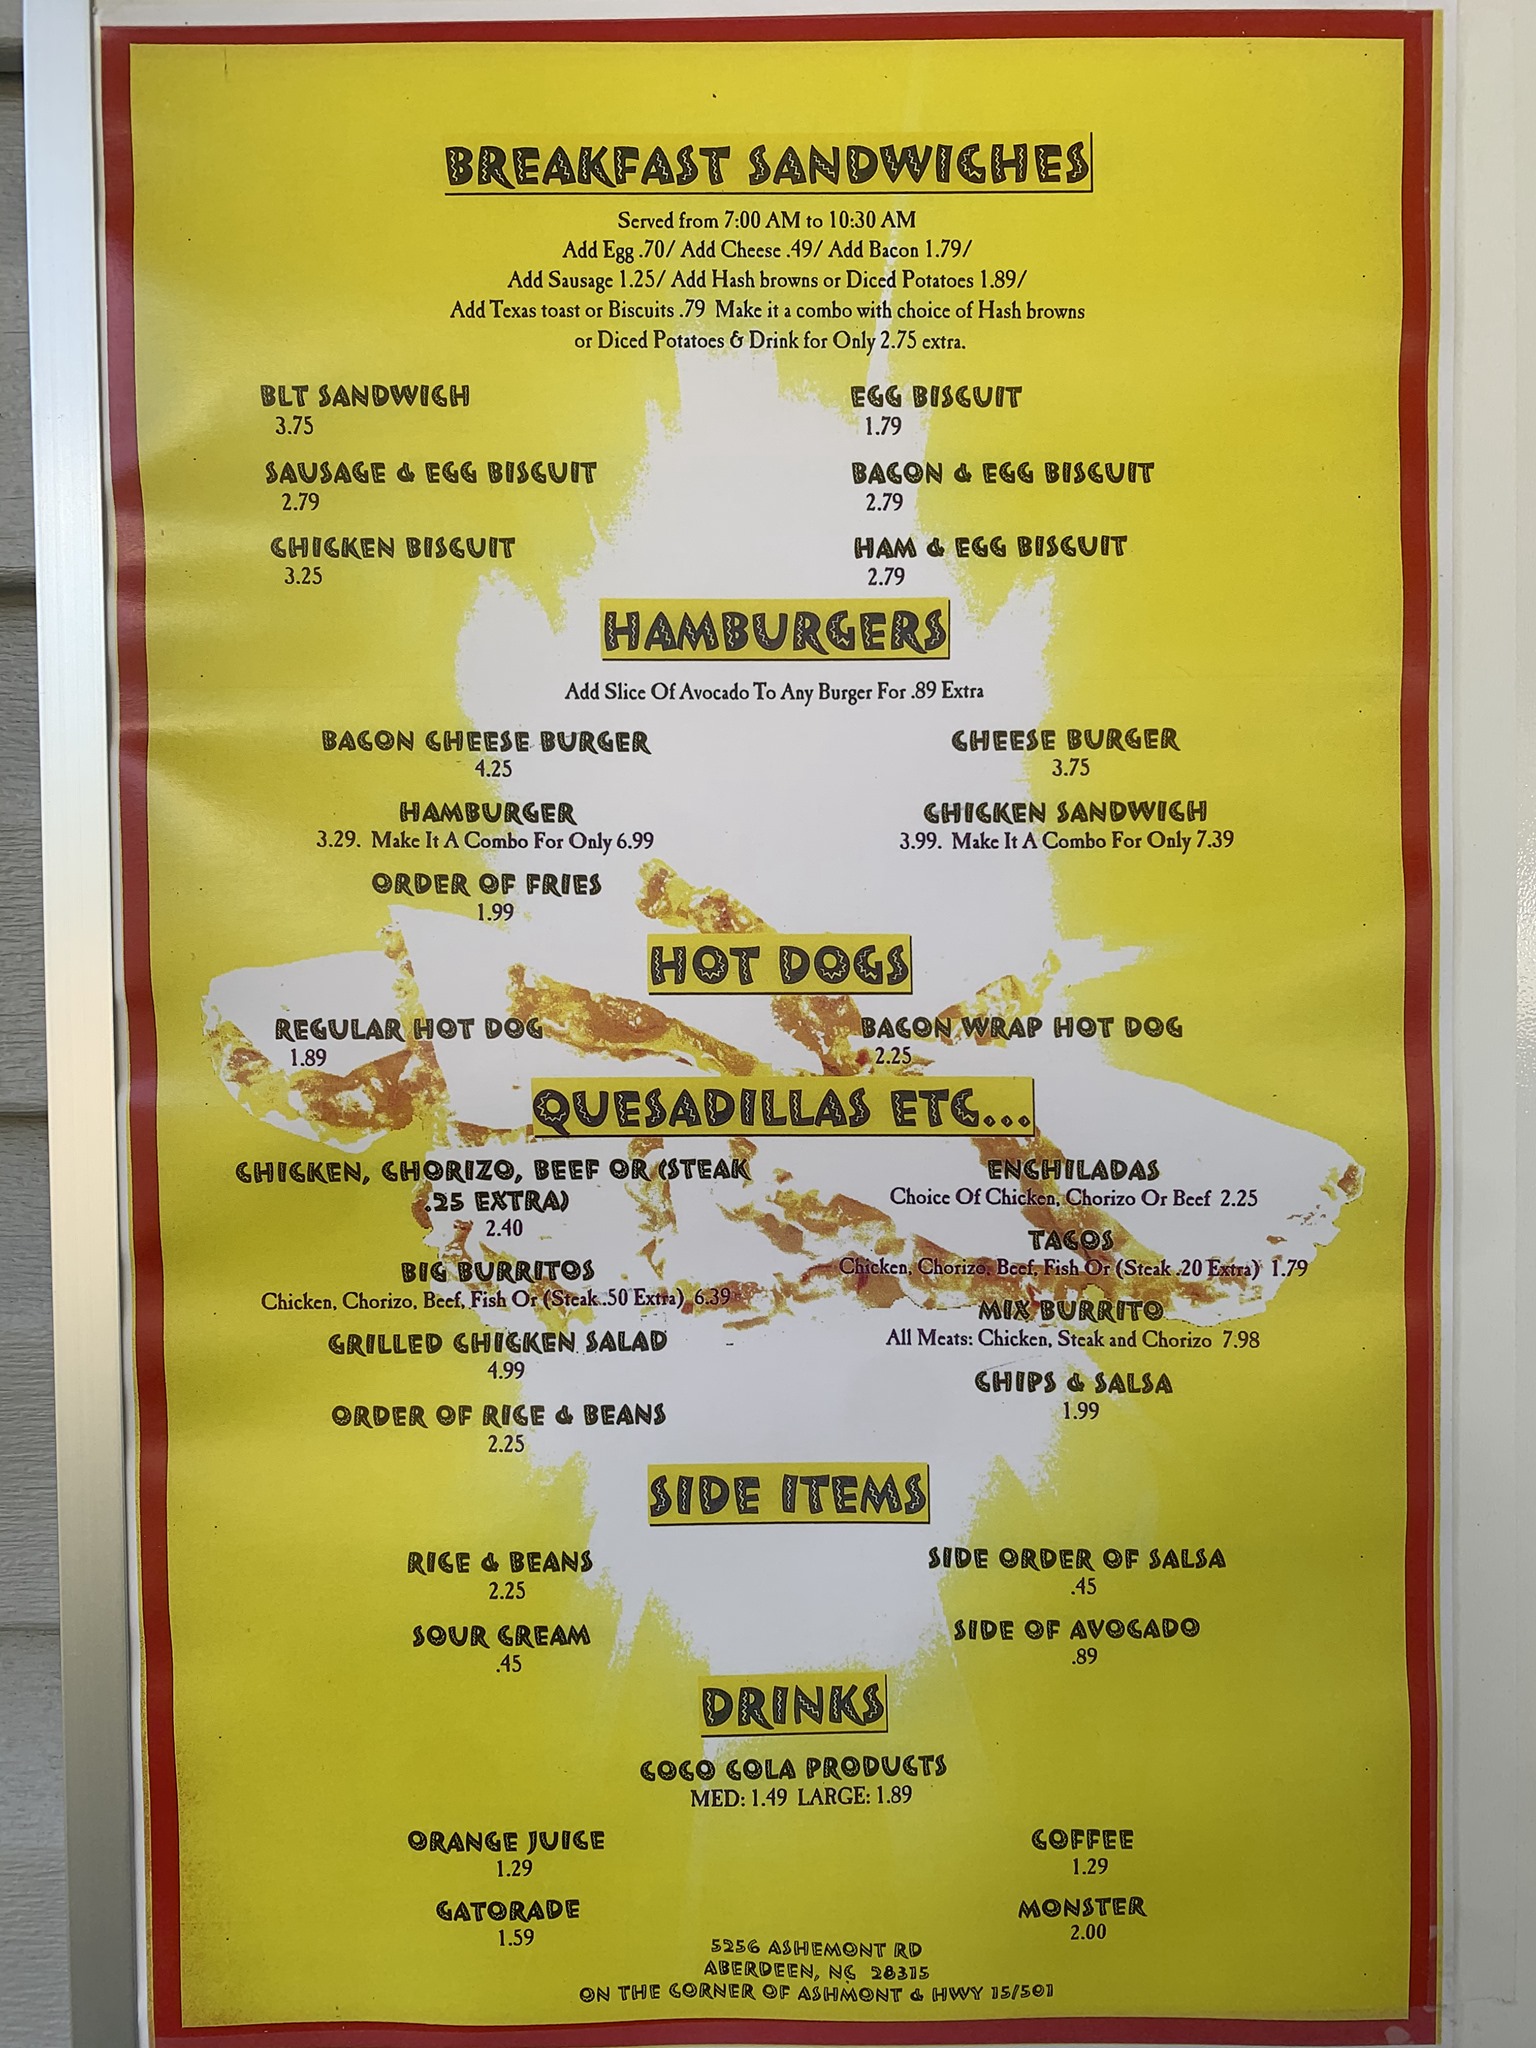 BREAKFAST SANDWICHES
Served from 7:00 AM to 10:30 AM
Add Egg .70/ Add Cheese .49/ Add Bacon 1.79/
Add Sausage 1.25/ Add Hash browns or Diced Potatoes 1.89/
Add Texas toast or Biscuits .79 Make it a combo with choice of Hash browns
or Diced Potatoes & Drink for Only 2.75 extra.
BLT SANDWICH
3.75
EGG BISCUIT
1.79
SAUSAGE & EGG BISCUIT
2.79
BACON & EGG BISCUIT
2.79
CHICKEN BISCUIT
3.25
HAM & EGG BISCUIT
2.79
HAMBURGERS
Add Slice Of Avocado To Any Burger For .89 Extra
BACON CHEESE BURGER
4.25
CHEESE BURGER
3.75
HAMBURGER
3.29. Make It A Combo For Only 6.99
CHICKEN SANDWICH
3.99. Make It A Combo For Only 7.39
ORDER OF FRIES
1.99
HOT DOGS
REGULAR HOT DOG
1.89
BACON WRAP HOT DOG
2.25
QUESADILLAS ETC...
CHICKEN, CHORIZO, BEEF OR (STEAK
.25 EXTRA)
2.40
ENCHILADAS
Choice Of Chicken, Chorizo Or Beef 2.25
TACOS
Chicken, Chorizo, Beef, Fish Or (Steak .20 Extra) 1.79
BIG BURRITOS
Chicken, Chorizo, Beef, Fish Or (Steak .50 Extra) 6.39
MIX BURRITO
All Meats: Chicken, Steak and Chorizo 7.98
GRILLED CHICKEN SALAD
4.99
CHIPS & SALSA
1.99
ORDER OF RICE & BEANS
2.25
SIDE ITEMS
RICE & BEANS
2.25
SIDE ORDER OF SALSA
.45
SOUR CREAM
.45
SIDE OF AVOCADO
.89
DRINKS
COCO COLA PRODUCTS
MED: 1.49 LARGE: 1.89
ORANGE JUICE
1.29
COFFEE
1.29
GATORADE
1.59
MONSTER
2.00
5256 ASHEMONT RD
ABERDEEN, NC 28315
ON THE CORNER OF ASHMONT & HWY 15/501